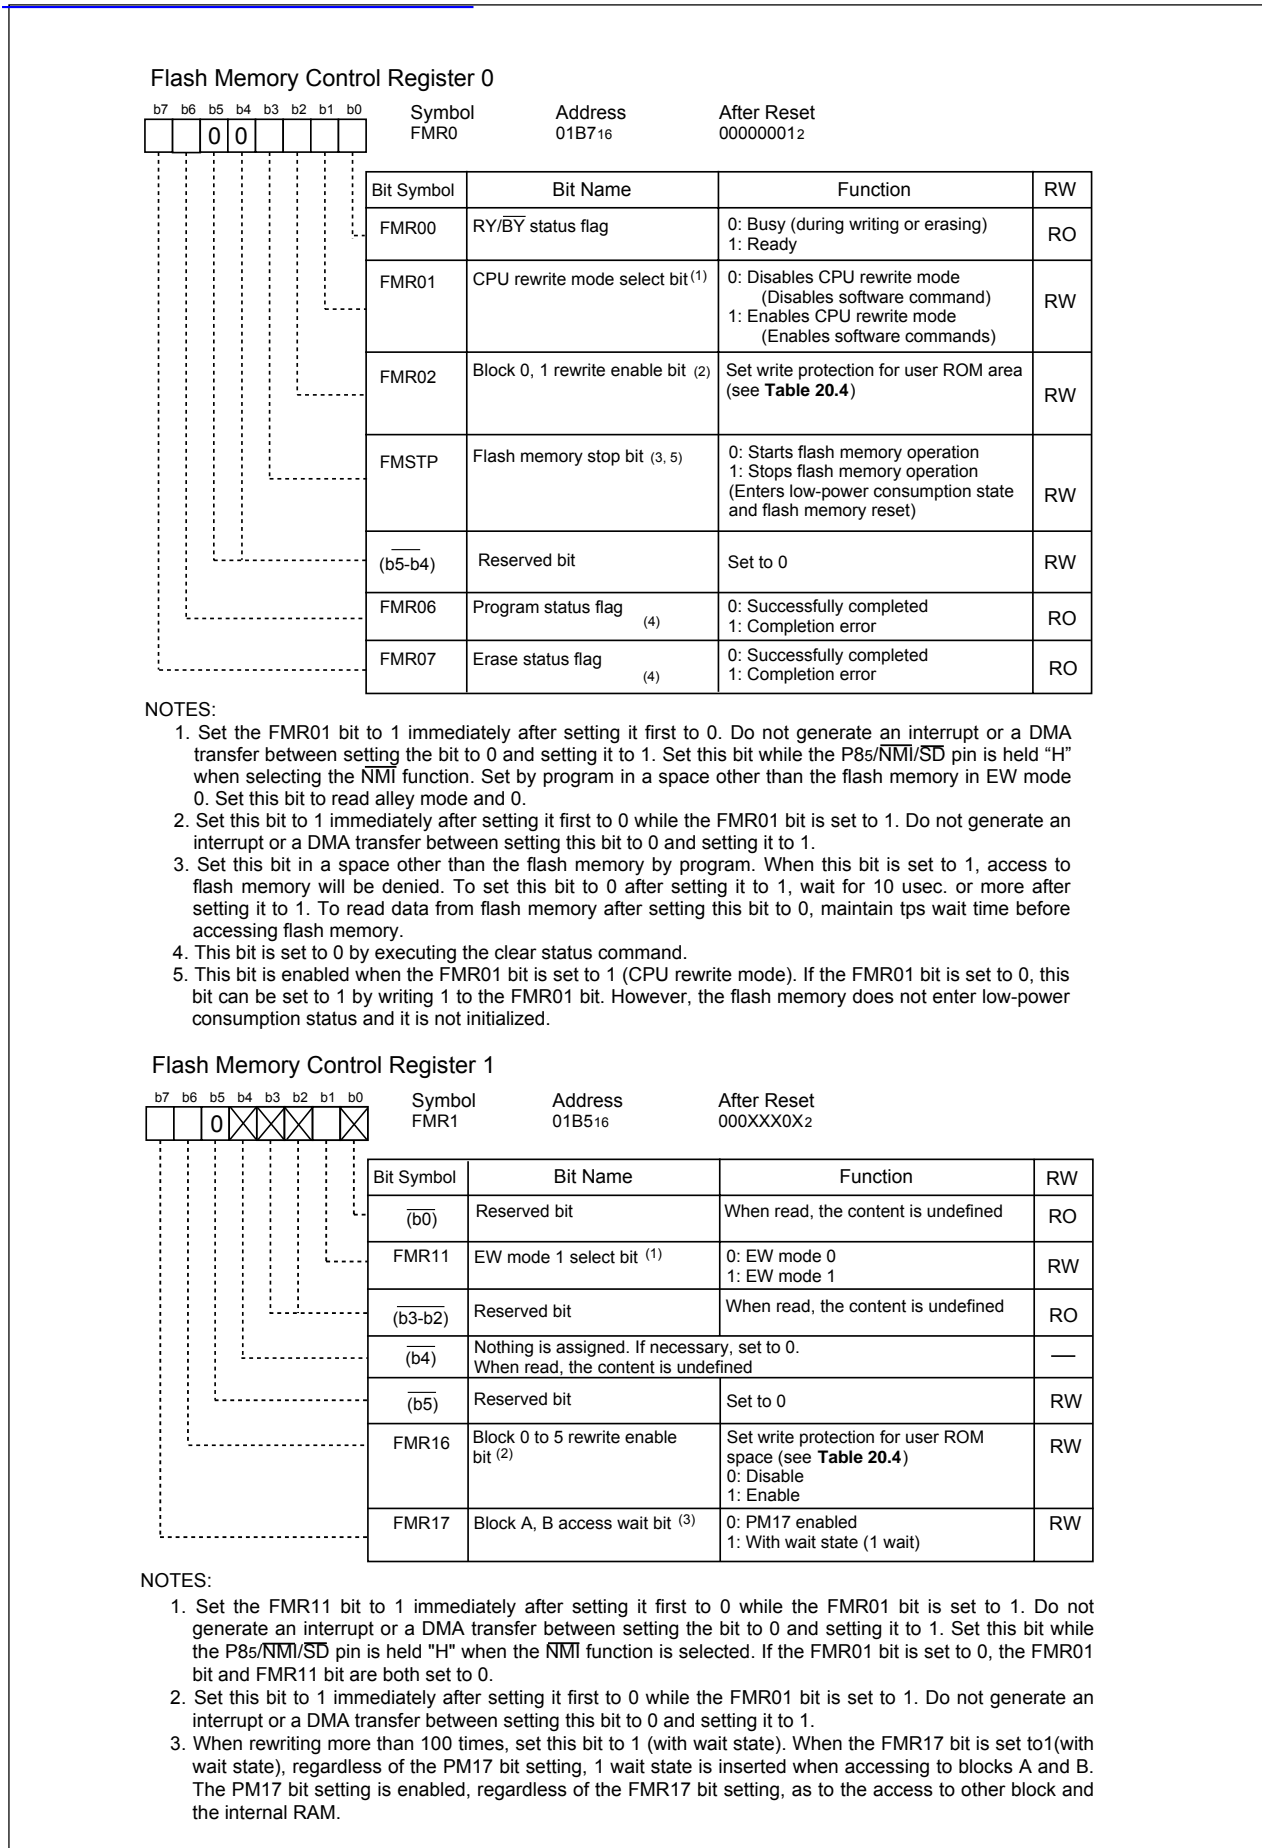 Flash Memory Control Register 0
b7 b6 b5 b4 b3 b2 b1 b0
0 0
Symbol Address After Reset
FMR0 01B716 000000012
Bit Symbol Bit Name Function RW
FMR00 RY/BY status flag 0: Busy (during writing or erasing)
1: Ready
RO
FMR01 CPU rewrite mode select bit (1) 0: Disables CPU rewrite mode
(Disables software command)
1: Enables CPU rewrite mode
(Enables software commands)
RW
FMR02 Block 0, 1 rewrite enable bit (2) Set write protection for user ROM area
(see Table 20.4)
RW
FMSTP Flash memory stop bit (3, 5) 0: Starts flash memory operation
1: Stops flash memory operation
(Enters low-power consumption state
and flash memory reset)
RW
(b5-b4) Reserved bit Set to 0 RW
FMR06 Program status flag (4) 0: Successfully completed
1: Completion error
RO
FMR07 Erase status flag (4) 0: Successfully completed
1: Completion error
RO
NOTES:
1. Set the FMR01 bit to 1 immediately after setting it first to 0. Do not generate an interrupt or a DMA
transfer between setting the bit to 0 and setting it to 1. Set this bit while the P85/NMI/SD pin is held “H”
when selecting the NMI function. Set by program in a space other than the flash memory in EW mode
0. Set this bit to read alley mode and 0.
2. Set this bit to 1 immediately after setting it first to 0 while the FMR01 bit is set to 1. Do not generate an
interrupt or a DMA transfer between setting this bit to 0 and setting it to 1.
3. Set this bit in a space other than the flash memory by program. When this bit is set to 1, access to
flash memory will be denied. To set this bit to 0 after setting it to 1, wait for 10 usec. or more after
setting it to 1. To read data from flash memory after setting this bit to 0, maintain tps wait time before
accessing flash memory.
4. This bit is set to 0 by executing the clear status command.
5. This bit is enabled when the FMR01 bit is set to 1 (CPU rewrite mode). If the FMR01 bit is set to 0, this
bit can be set to 1 by writing 1 to the FMR01 bit. However, the flash memory does not enter low-power
consumption status and it is not initialized.
Flash Memory Control Register 1
b7 b6 b5 b4 b3 b2 b1 b0
0
Symbol Address After Reset
FMR1 01B516 000XXX0X2
Bit Symbol Bit Name Function RW
(b0) Reserved bit When read, the content is undefined RO
FMR11 EW mode 1 select bit (1) 0: EW mode 0
1: EW mode 1
RW
(b3-b2) Reserved bit When read, the content is undefined RO
(b4) Nothing is assigned. If necessary, set to 0.
When read, the content is undefined
—
(b5) Reserved bit Set to 0 RW
FMR16 Block 0 to 5 rewrite enable
bit (2)
Set write protection for user ROM
space (see Table 20.4)
0: Disable
1: Enable
RW
FMR17 Block A, B access wait bit (3) 0: PM17 enabled
1: With wait state (1 wait)
RW
NOTES:
1. Set the FMR11 bit to 1 immediately after setting it first to 0 while the FMR01 bit is set to 1. Do not
generate an interrupt or a DMA transfer between setting the bit to 0 and setting it to 1. Set this bit while
the P85/NMI/SD pin is held "H" when the NMI function is selected. If the FMR01 bit is set to 0, the FMR01
bit and FMR11 bit are both set to 0.
2. Set this bit to 1 immediately after setting it first to 0 while the FMR01 bit is set to 1. Do not generate an
interrupt or a DMA transfer between setting this bit to 0 and setting it to 1.
3. When rewriting more than 100 times, set this bit to 1 (with wait state). When the FMR17 bit is set to1(with
wait state), regardless of the PM17 bit setting, 1 wait state is inserted when accessing to blocks A and B.
The PM17 bit setting is enabled, regardless of the FMR17 bit setting, as to the access to other block and
the internal RAM.